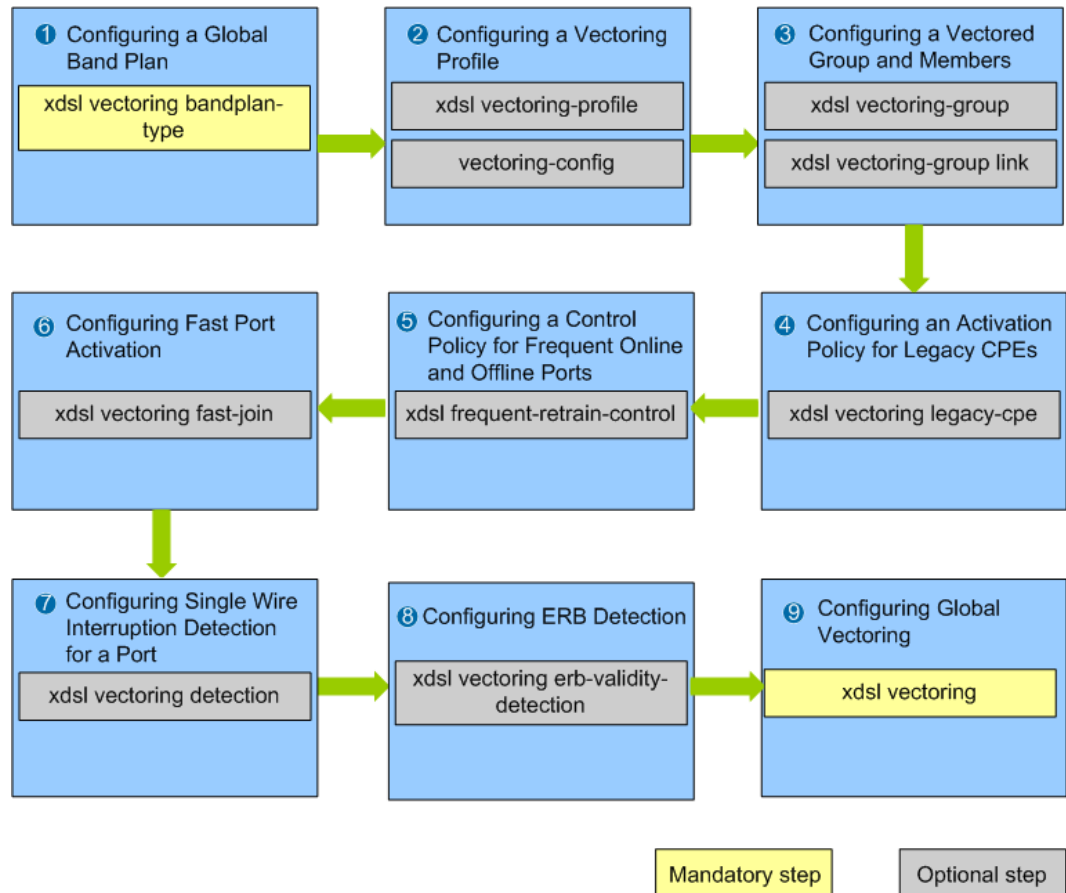 1 Configuring a Global
Band Plan
xdsl vectoring bandplan-
type
2 Configuring a Vectoring
Profile
xdsl vectoring-profile
vectoring-config
3 Configuring a Vectored
Group and Members
xdsl vectoring-group
xdsl vectoring-group link
4 Configuring an Activation
Policy for Legacy CPEs
xdsl vectoring legacy-cpe
5 Configuring a Control
Policy for Frequent Online
and Offline Ports
xdsl frequent-retrain-control
6 Configuring Fast Port
Activation
xdsl vectoring fast-join
7 Configuring Single Wire
Interruption Detection
for a Port
xdsl vectoring detection
8 Configuring ERB Detection
xdsl vectoring erb-validity-
detection
9 Configuring Global
Vectoring
xdsl vectoring
Mandatory step
Optional step